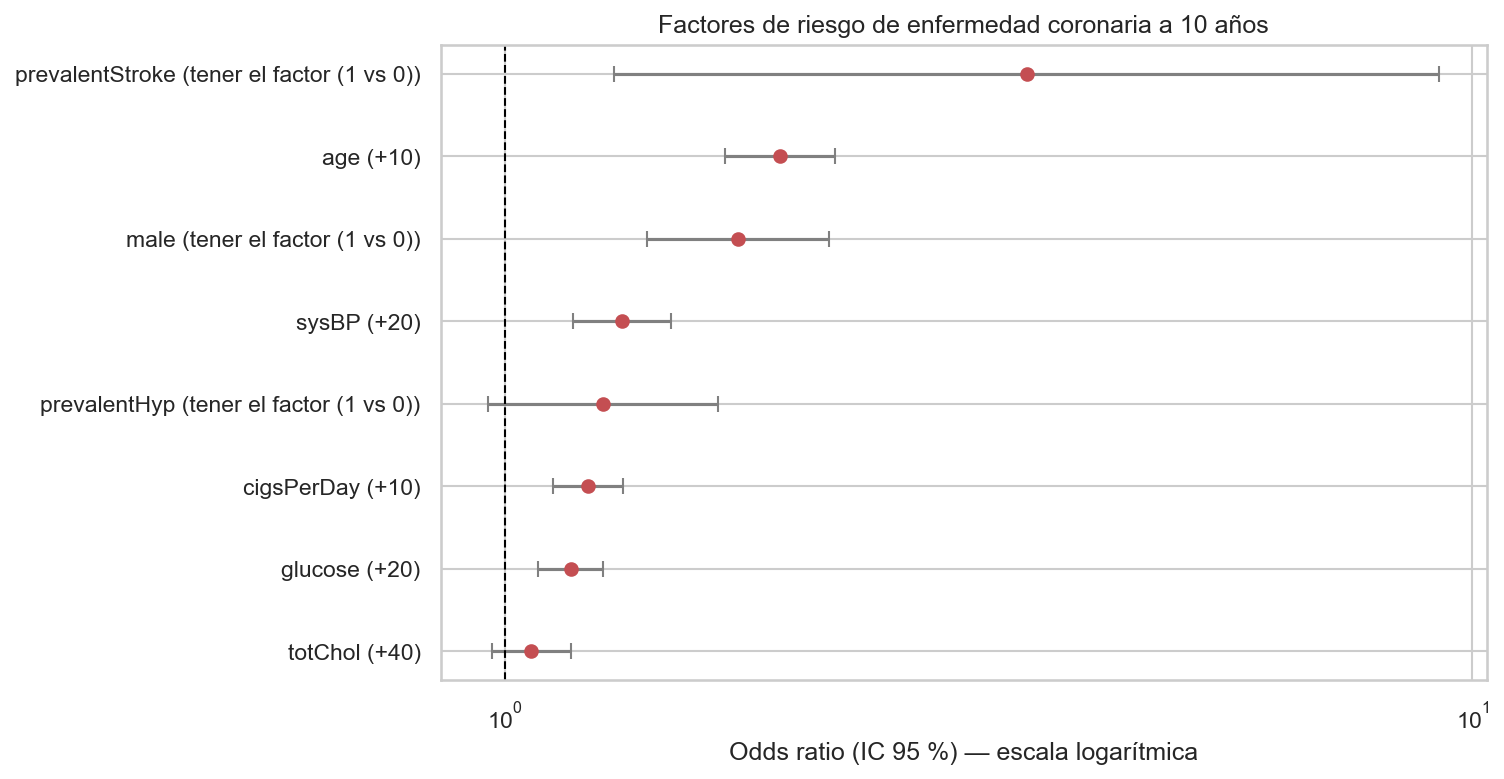 Factores de riesgo de enfermedad coronaria a 10 años
prevalentStroke (tener el factor (1 vs 0))
age (+10)
male (tener el factor (1 vs 0))
sysBP (+20)
prevalentHyp (tener el factor (1 vs 0))
cigsPerDay (+10)
glucose (+20)
totChol (+40)
10⁰ 10¹
Odds ratio (IC 95 %) — escala logarítmica